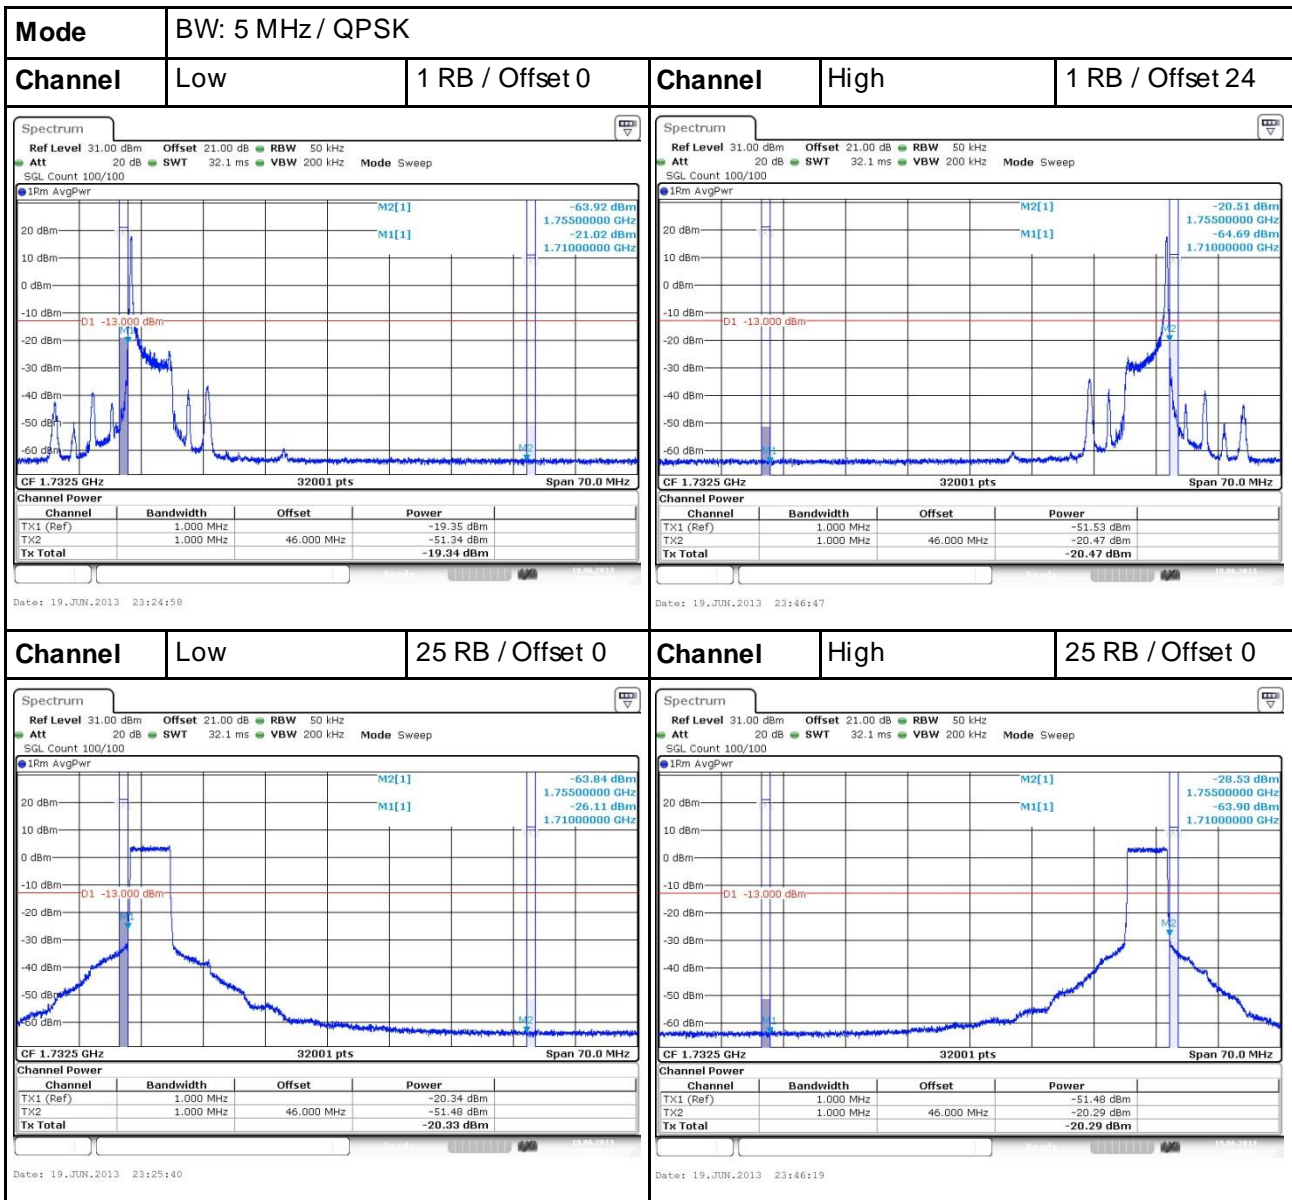 Mode BW: 5 MHz / QPSK
Channel Low 1 RB / Offset 0 Channel High 1 RB / Offset 24
Spectrum
Ref Level 31.00 dBm Offset 21.00 dB RBW 50 kHz
Att 20 dB SWT 32.1 ms VBW 200 kHz Mode Sweep
SGL Count 100/100
1Rm AvgPwr
M2[1] -63.92 dBm
1.75500000 GHz
M1[1] -21.02 dBm
1.71000000 GHz
20 dBm
10 dBm
0 dBm
-10 dBm
D1 -13.000 dBm
M1
-20 dBm
-30 dBm
-40 dBm
-50 dBm
-60 dBm
M2
CF 1.7325 GHz 32001 pts Span 70.0 MHz
Channel Power
Channel Bandwidth Offset Power
TX1 (Ref) 1.000 MHz -19.35 dBm
TX2 1.000 MHz 46.000 MHz -51.34 dBm
Tx Total -19.34 dBm
Ready 19.06.2013
Date: 19.JUN.2013 23:24:58
Spectrum
Ref Level 31.00 dBm Offset 21.00 dB RBW 50 kHz
Att 20 dB SWT 32.1 ms VBW 200 kHz Mode Sweep
SGL Count 100/100
1Rm AvgPwr
M2[1] -20.51 dBm
1.75500000 GHz
M1[1] -64.69 dBm
1.71000000 GHz
20 dBm
10 dBm
0 dBm
-10 dBm
D1 -13.000 dBm
M2
-20 dBm
-30 dBm
-40 dBm
-50 dBm
-60 dBm
M1
CF 1.7325 GHz 32001 pts Span 70.0 MHz
Channel Power
Channel Bandwidth Offset Power
TX1 (Ref) 1.000 MHz -51.53 dBm
TX2 1.000 MHz 46.000 MHz -20.47 dBm
Tx Total -20.47 dBm
Ready 19.06.2013
Date: 19.JUN.2013 23:46:47
Channel Low 25 RB / Offset 0 Channel High 25 RB / Offset 0
Spectrum
Ref Level 31.00 dBm Offset 21.00 dB RBW 50 kHz
Att 20 dB SWT 32.1 ms VBW 200 kHz Mode Sweep
SGL Count 100/100
1Rm AvgPwr
M2[1] -63.84 dBm
1.75500000 GHz
M1[1] -26.11 dBm
1.71000000 GHz
20 dBm
10 dBm
0 dBm
-10 dBm
D1 -13.000 dBm
-20 dBm
M1
-30 dBm
-40 dBm
-50 dBm
-60 dBm
M2
CF 1.7325 GHz 32001 pts Span 70.0 MHz
Channel Power
Channel Bandwidth Offset Power
TX1 (Ref) 1.000 MHz -20.34 dBm
TX2 1.000 MHz 46.000 MHz -51.48 dBm
Tx Total -20.33 dBm
Ready 19.06.2013
Date: 19.JUN.2013 23:25:40
Spectrum
Ref Level 31.00 dBm Offset 21.00 dB RBW 50 kHz
Att 20 dB SWT 32.1 ms VBW 200 kHz Mode Sweep
SGL Count 100/100
1Rm AvgPwr
M2[1] -28.53 dBm
1.75500000 GHz
M1[1] -63.90 dBm
1.71000000 GHz
20 dBm
10 dBm
0 dBm
-10 dBm
D1 -13.000 dBm
-20 dBm
M2
-30 dBm
-40 dBm
-50 dBm
-60 dBm
M1
CF 1.7325 GHz 32001 pts Span 70.0 MHz
Channel Power
Channel Bandwidth Offset Power
TX1 (Ref) 1.000 MHz -51.48 dBm
TX2 1.000 MHz 46.000 MHz -20.29 dBm
Tx Total -20.29 dBm
Ready 19.06.2013
Date: 19.JUN.2013 23:46:19